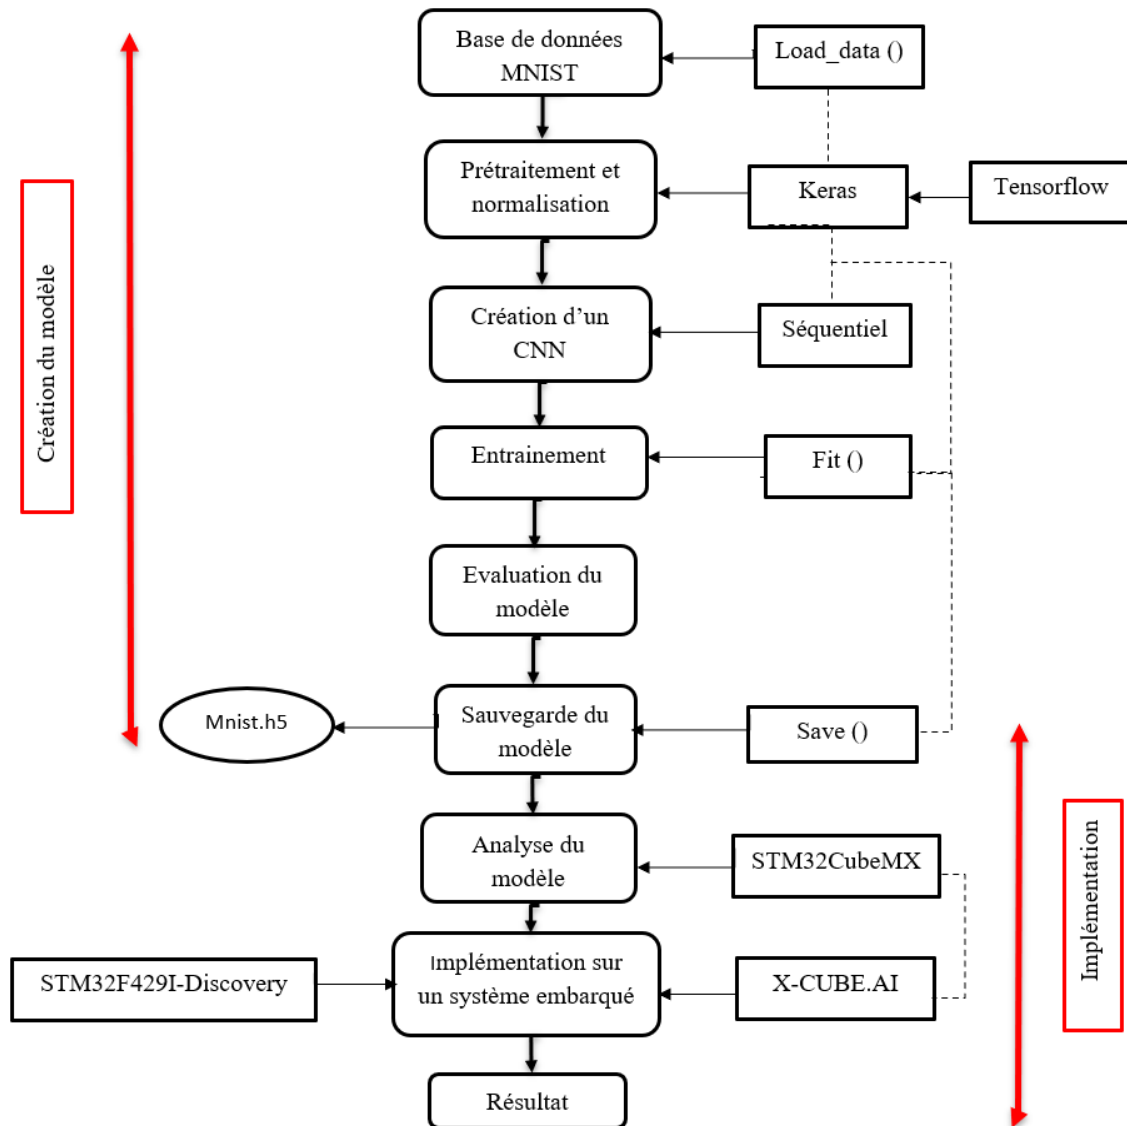 Base de données
MNIST
Load_data ()
Prétraitement et
normalisation
Keras
Tensorflow
Création du modèle
Création d’un
CNN
Séquentiel
Entrainement
Fit ()
Evaluation du
modèle
Mnist.h5
Sauvegarde du
modèle
Save ()
Analyse du
modèle
STM32CubeMX
Implémentation
STM32F429I-Discovery
Implémentation sur
un système embarqué
X-CUBE.AI
Résultat